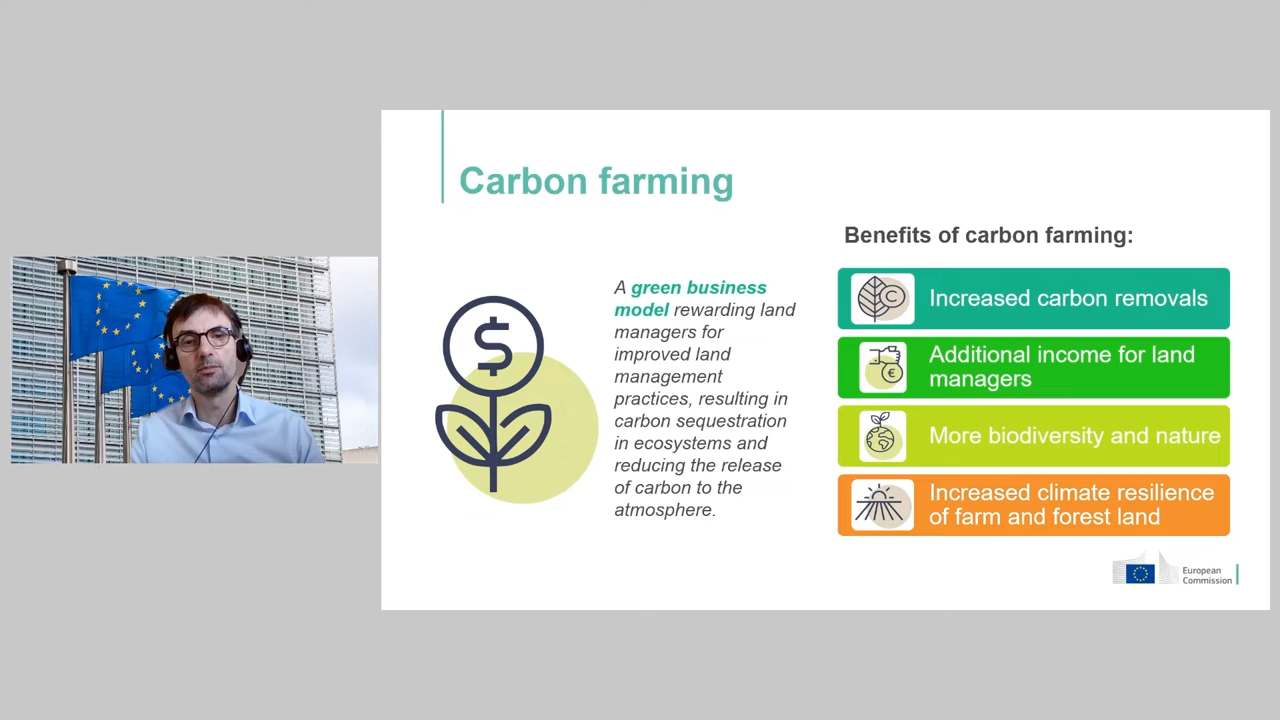 Carbon farming
A green business
model rewarding land
managers for
improved land
management
practices, resulting in
carbon sequestration
in ecosystems and
reducing the release
of carbon to the
atmosphere.
$
Benefits of carbon farming:
C
Increased carbon removals
€
Additional income for land
managers
More biodiversity and nature
Increased climate resilience
of farm and forest land
European
Commission